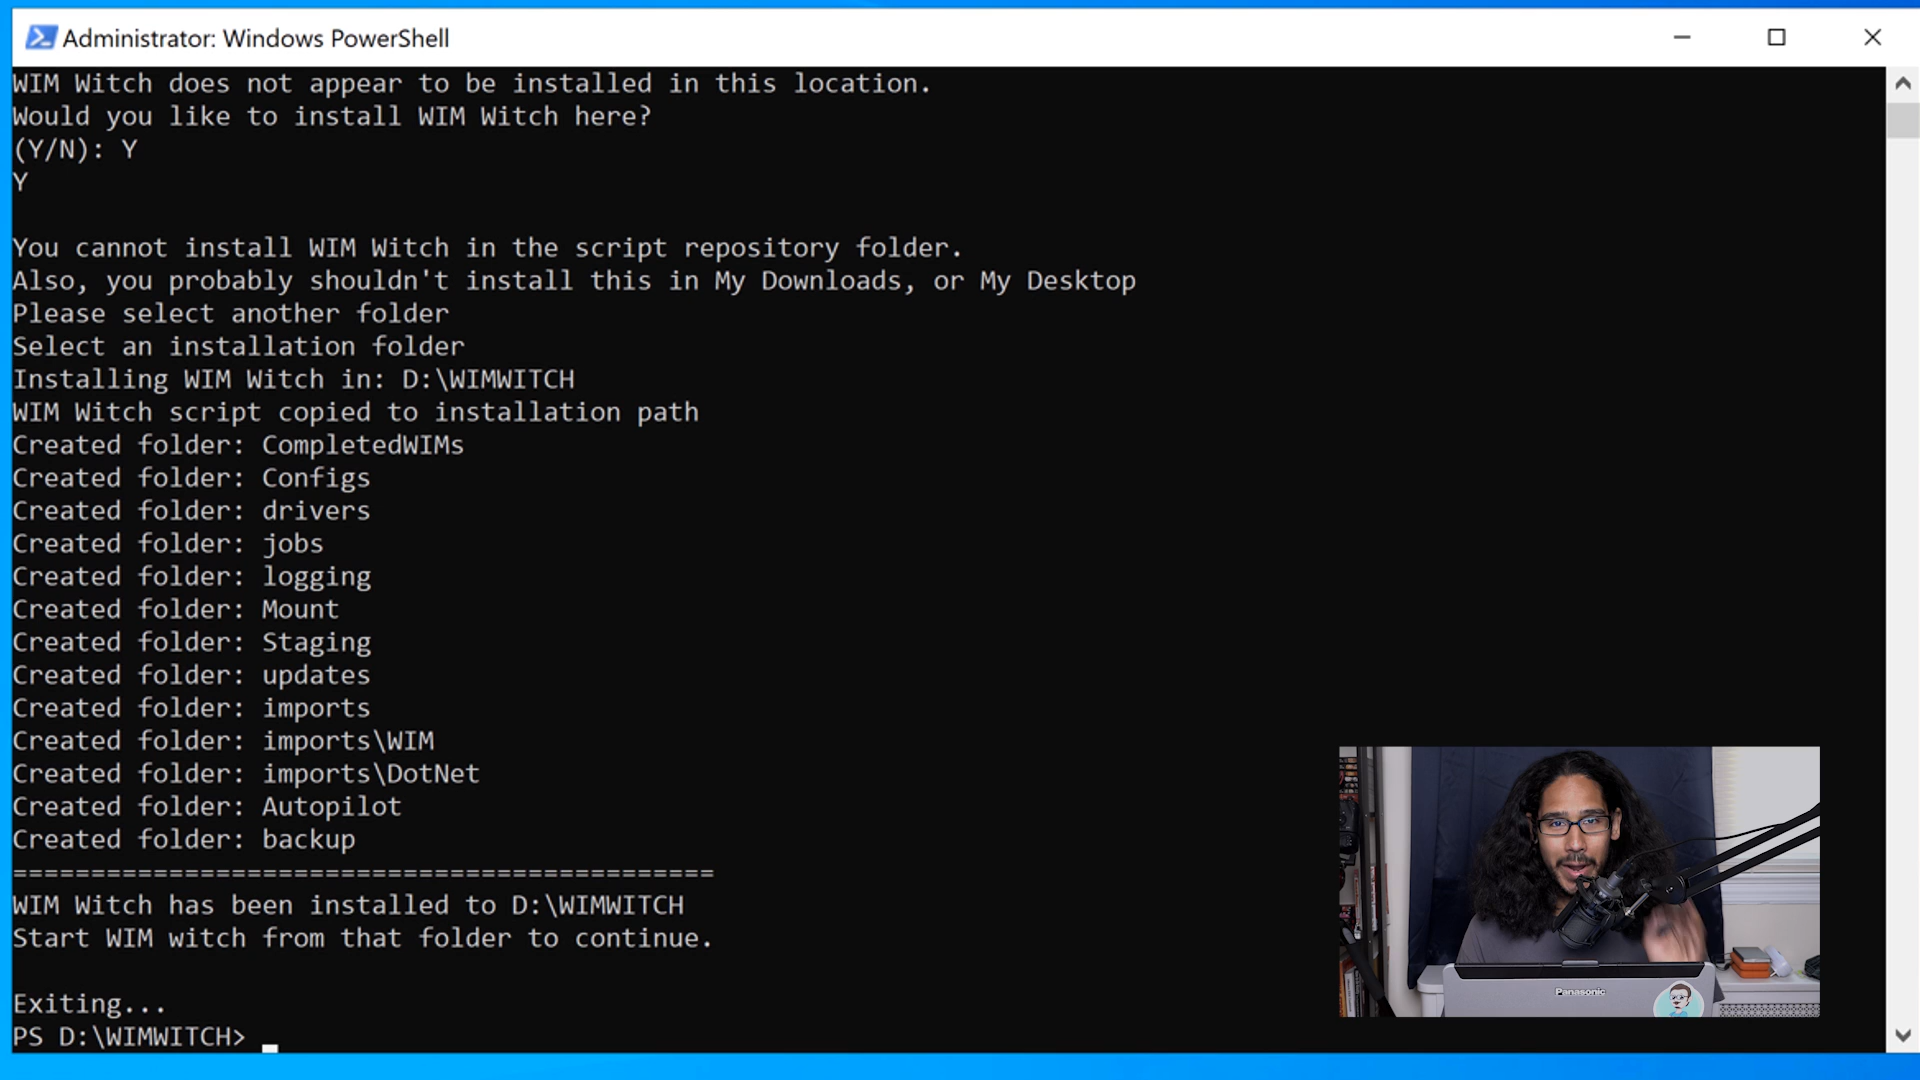 Administrator: Windows PowerShell
WIM Witch does not appear to be installed in this location.
Would you like to install WIM Witch here?
(Y/N): Y
Y
You cannot install WIM Witch in the script repository folder.
Also, you probably shouldn't install this in My Downloads, or My Desktop
Please select another folder
Select an installation folder
Installing WIM Witch in: D:\WIMWITCH
WIM Witch script copied to installation path
Created folder: CompletedWIMs
Created folder: Configs
Created folder: drivers
Created folder: jobs
Created folder: logging
Created folder: Mount
Created folder: Staging
Created folder: updates
Created folder: imports
Created folder: imports\WIM
Created folder: imports\DotNet
Created folder: Autopilot
Created folder: backup
=============================================
WIM Witch has been installed to D:\WIMWITCH
Start WIM witch from that folder to continue.
Exiting...
PS D:\WIMWITCH>
Panasonic